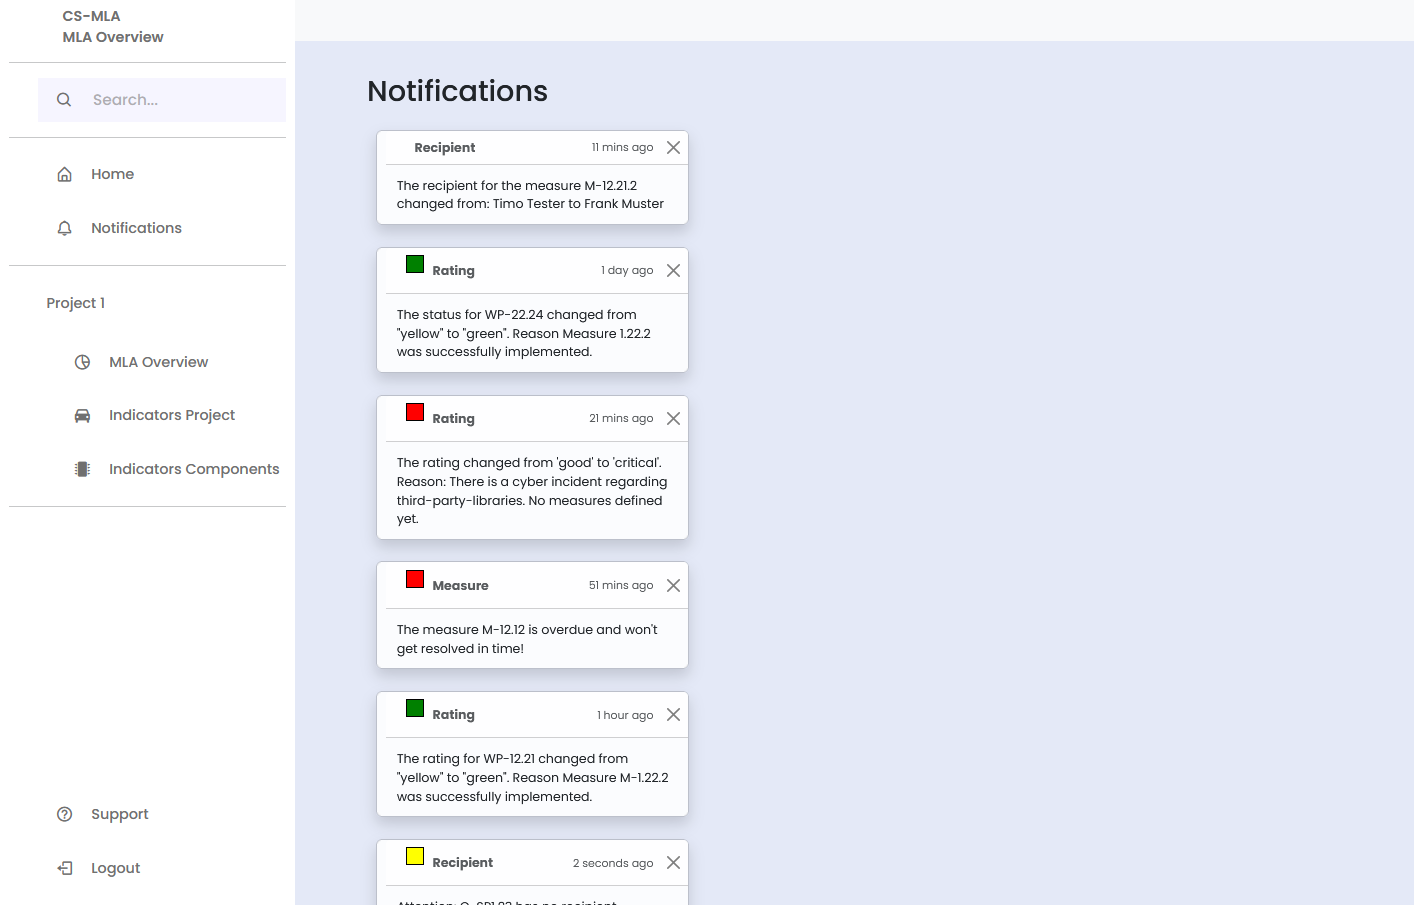 CS-MLA
MLA Overview
Search...
Home
Notifications
Project 1
MLA Overview
Indicators Project
Indicators Components
Support
Logout
Notifications
Recipient 11 mins ago
The recipient for the measure M-12.21.2
changed from: Timo Tester to Frank Muster
Rating 1 day ago
The status for WP-22.24 changed from
"yellow" to "green". Reason Measure 1.22.2
was successfully implemented.
Rating 21 mins ago
The rating changed from 'good' to 'critical'.
Reason: There is a cyber incident regarding
third-party-libraries. No measures defined
yet.
Measure 51 mins ago
The measure M-12.12 is overdue and won't
get resolved in time!
Rating 1 hour ago
The rating for WP-12.21 changed from
"yellow" to "green". Reason Measure M-1.22.2
was successfully implemented.
Recipient 2 seconds ago